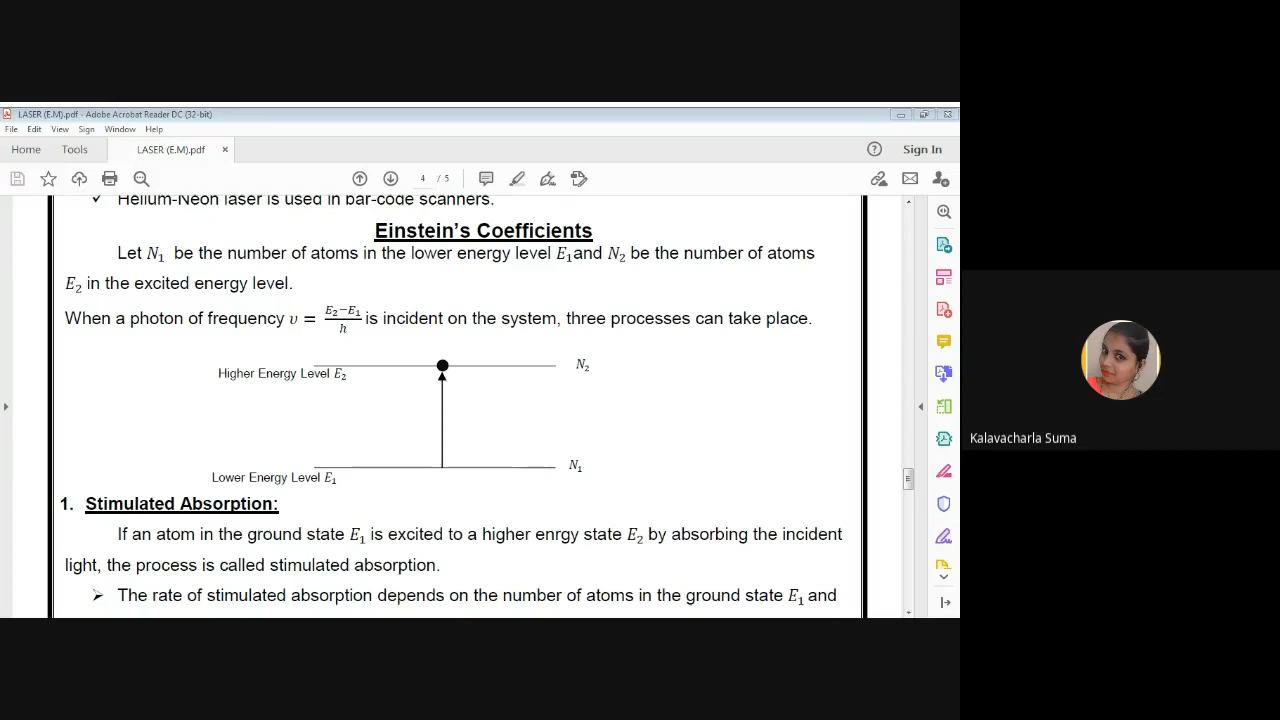 LASER (E.M).pdf - Adobe Acrobat Reader DC (32-bit)
File Edit View Sign Window Help
Home Tools LASER (E.M).pdf × Sign In
4 / 5
✓ Helium-Neon laser is used in bar-code scanners.
Einstein's Coefficients
Let N₁ be the number of atoms in the lower energy level E₁and N₂ be the number of atoms
E₂ in the excited energy level.
When a photon of frequency υ = (E₂−E₁)/h is incident on the system, three processes can take place.
Higher Energy Level E₂ N₂
Lower Energy Level E₁ N₁
1. Stimulated Absorption:
If an atom in the ground state E₁ is excited to a higher enrgy state E₂ by absorbing the incident
light, the process is called stimulated absorption.
➢ The rate of stimulated absorption depends on the number of atoms in the ground state E₁ and
Kalavacharla Suma